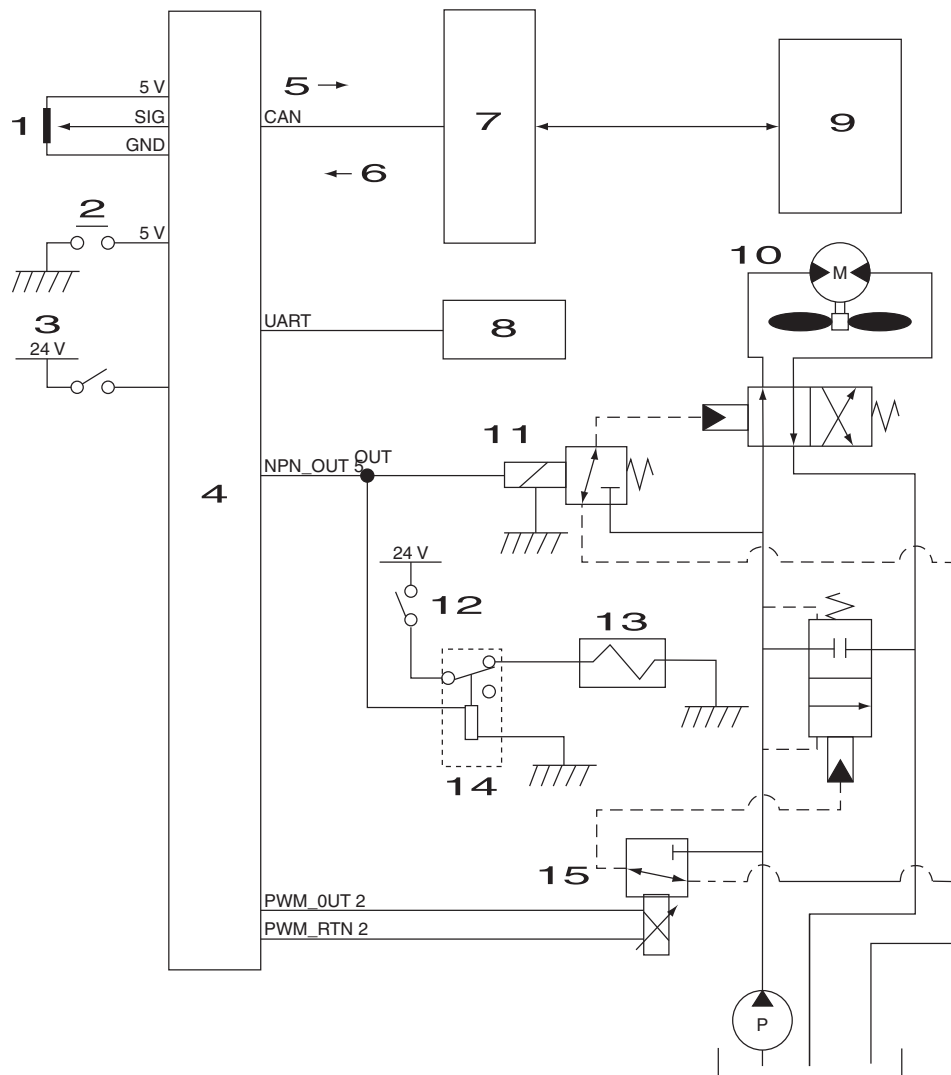 5 V
1
SIG
GND
5
CAN
6
7
9
2
5 V
10
M
3
24 V
UART
8
4
11
NPN_OUT 5
OUT
24 V
12
13
14
15
PWM_0UT 2
PWM_RTN 2
P